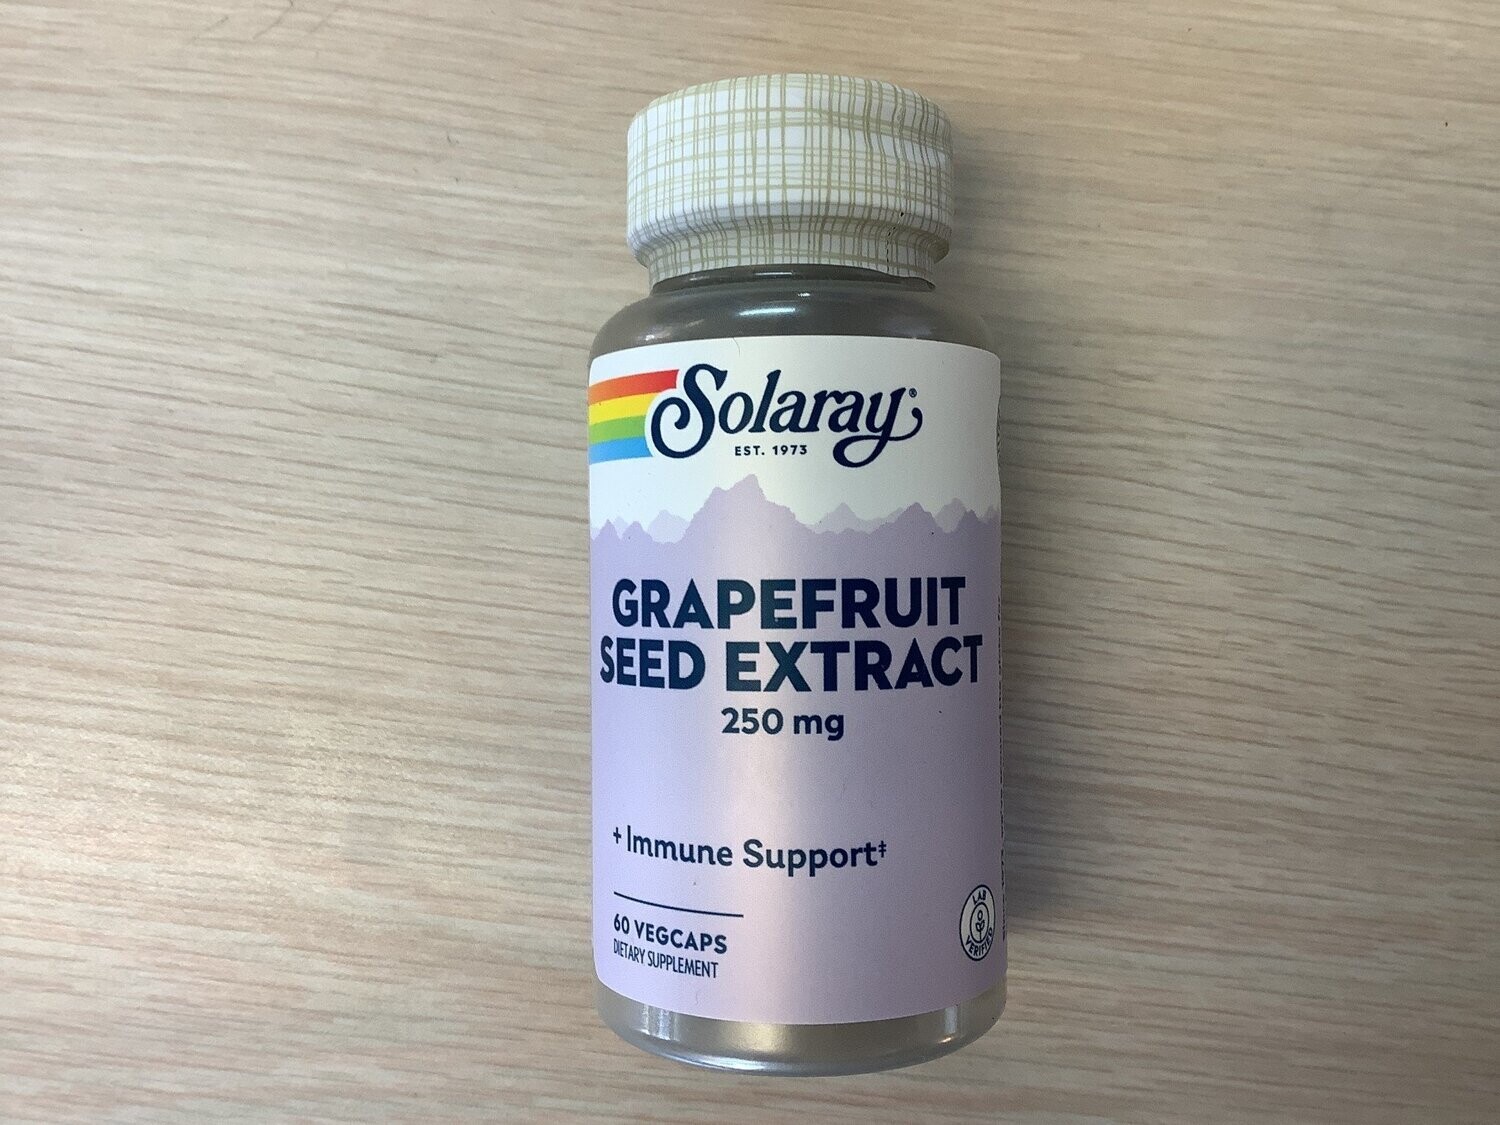 Solaray®
EST. 1973
GRAPEFRUIT
SEED EXTRACT
250 mg
+ Immune Support‡
60 VEGCAPS
DIETARY SUPPLEMENT
LAB
VERIFIED